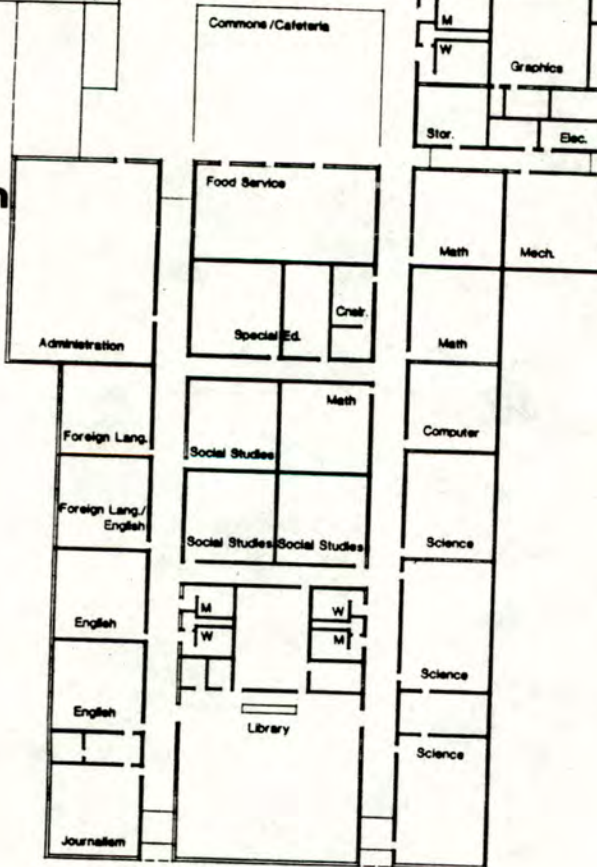 Commons/Cafeteria
M
W
Graphics
Stor.
Elec.
n
Food Service
Math
Mech.
Special Ed.
Cnslr.
Administration
Math
Foreign Lang.
Math
Computer
Social Studies
Foreign Lang./
English
Social Studies
Social Studies
Science
M
W
English
W
M
Science
English
Library
Science
Journalism